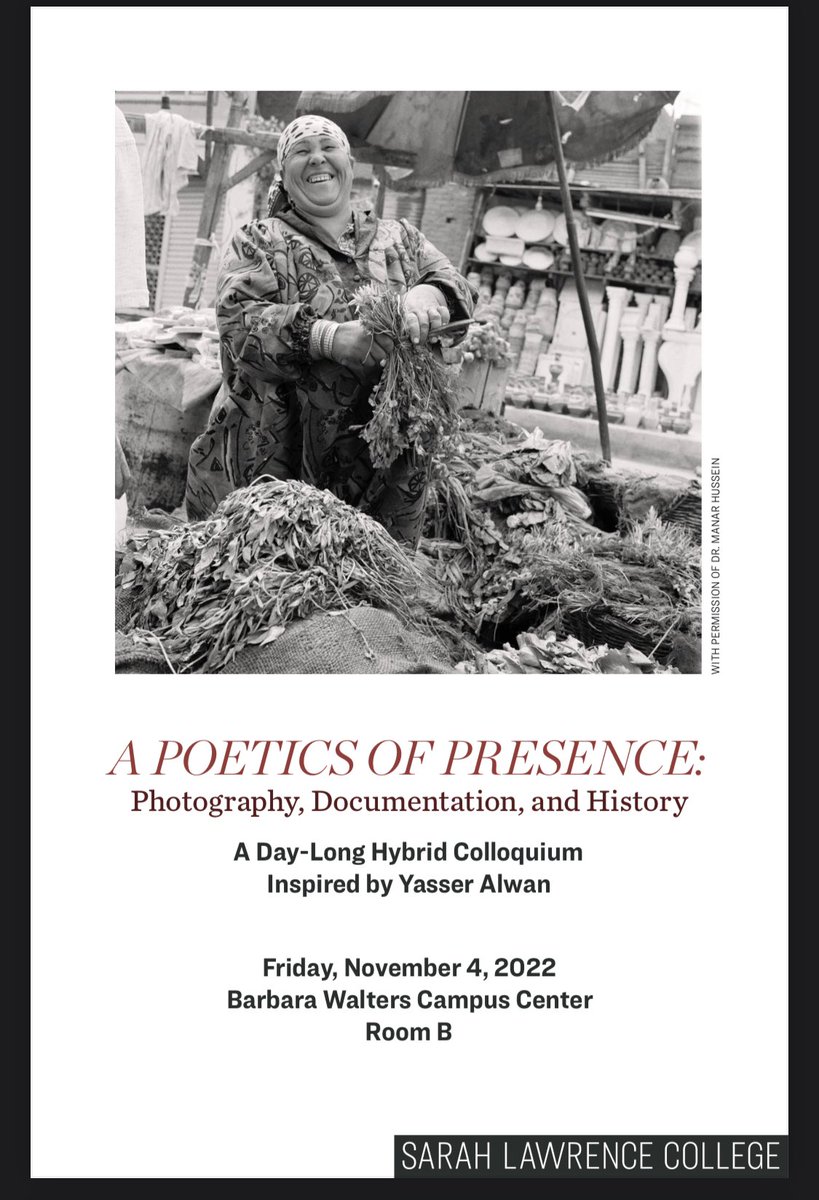 WITH PERMISSION OF DR. MANAR HUSSEIN
A POETICS OF PRESENCE:
Photography, Documentation, and History
A Day-Long Hybrid Colloquium
Inspired by Yasser Alwan
Friday, November 4, 2022
Barbara Walters Campus Center
Room B
SARAH LAWRENCE COLLEGE